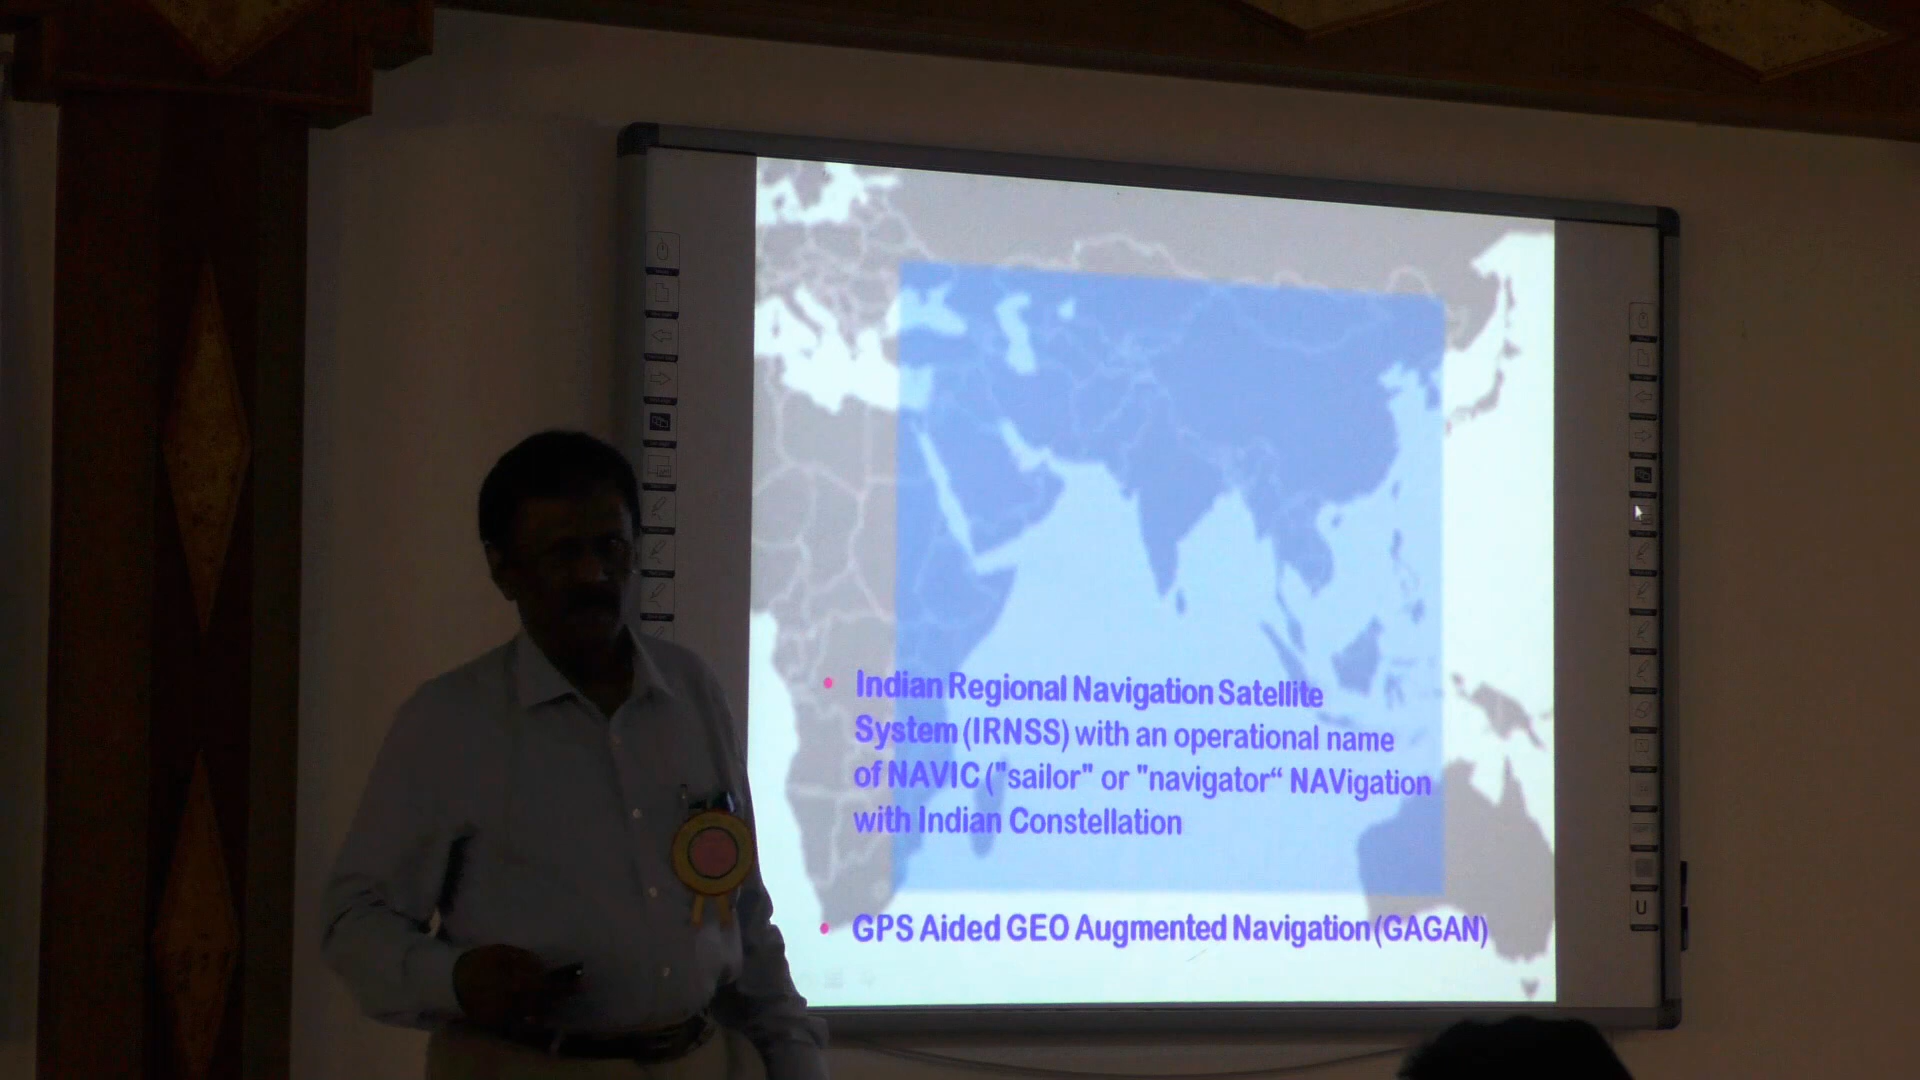 Indian Regional Navigation Satellite
System (IRNSS) with an operational name
of NAVIC ("sailor" or "navigator“ NAVigation
with Indian Constellation
GPS Aided GEO Augmented Navigation (GAGAN)